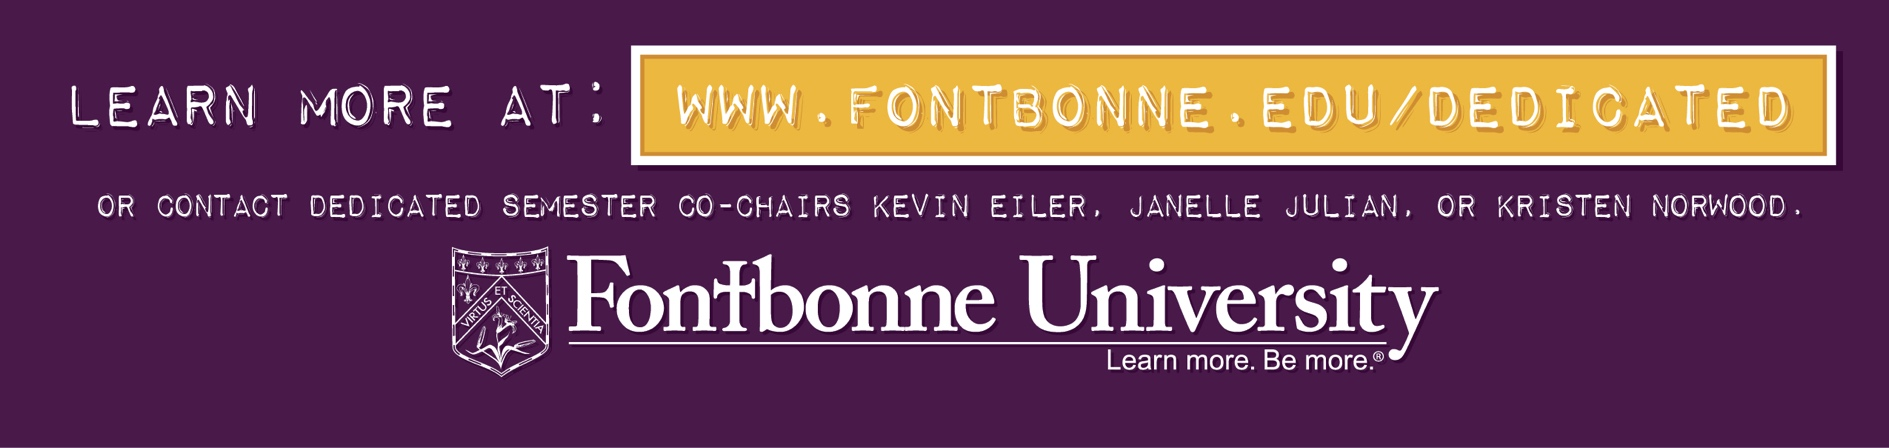 LEARN MORE AT: WWW.FONTBONNE.EDU/DEDICATED
OR CONTACT DEDICATED SEMESTER CO-CHAIRS KEVIN EILER, JANELLE JULIAN, OR KRISTEN NORWOOD.
VIRTUS ET SCIENTIA
Fontbonne University
Learn more. Be more.®